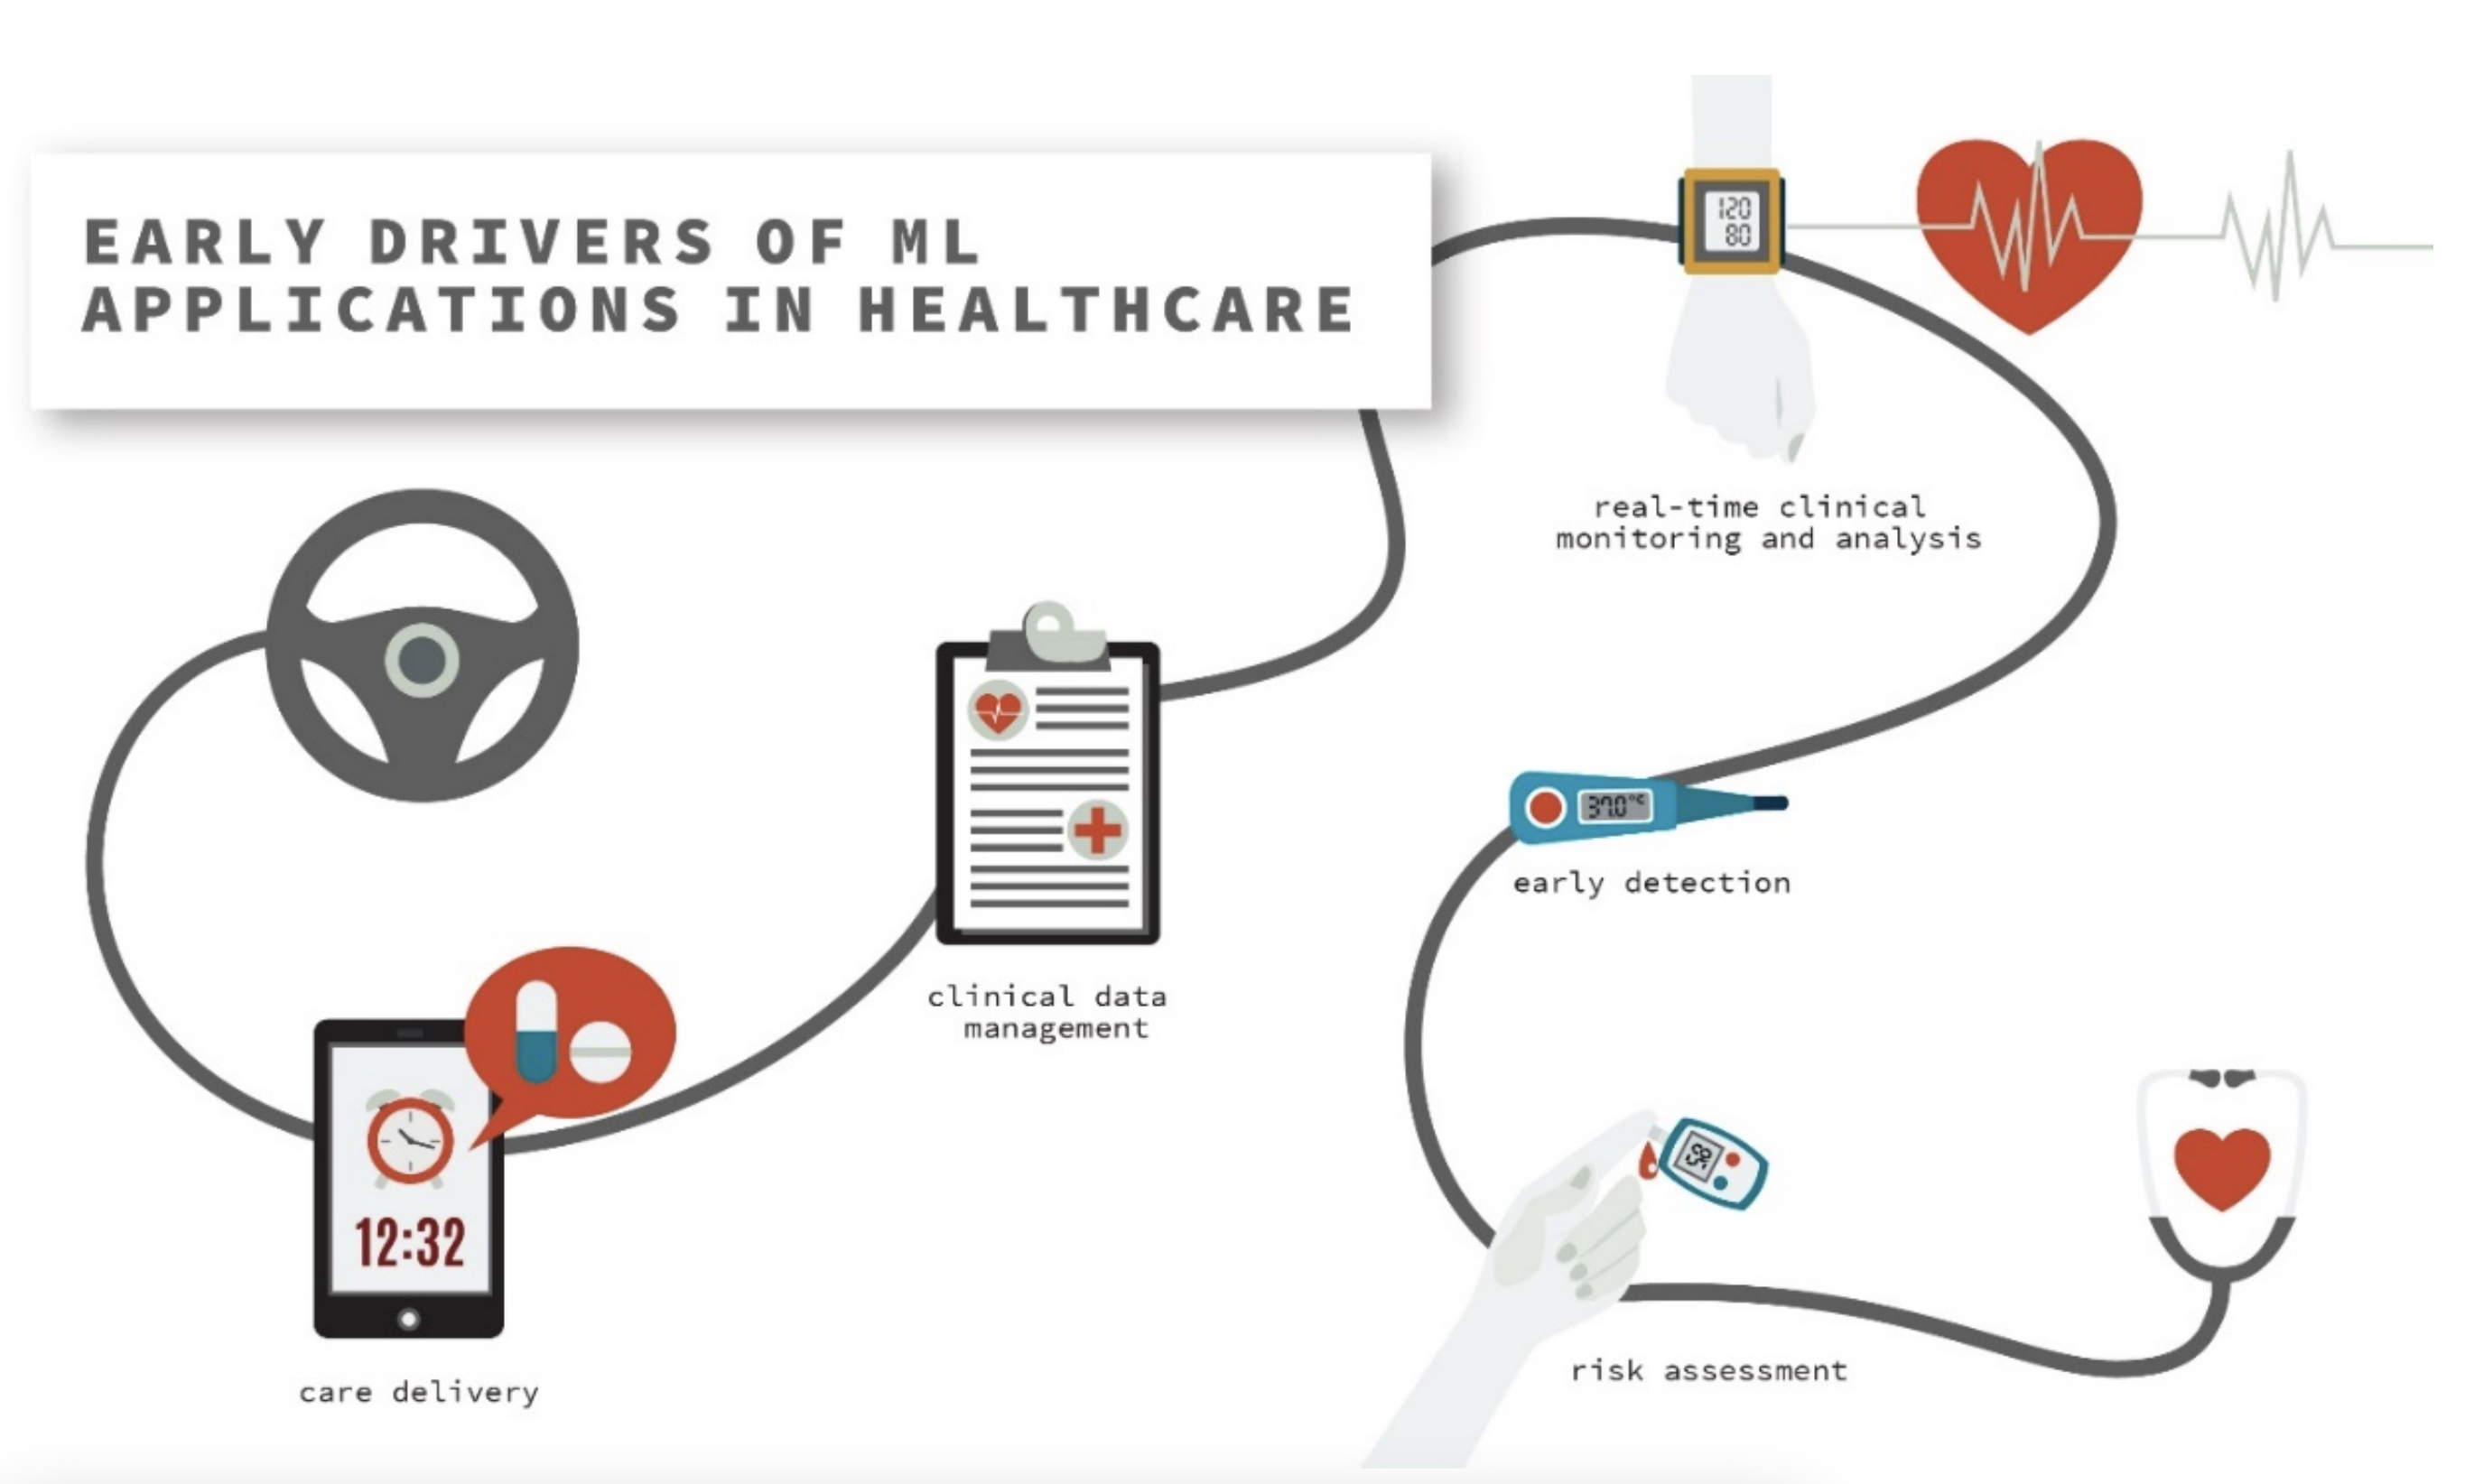 EARLY DRIVERS OF ML
APPLICATIONS IN HEALTHCARE
120
80
real-time clinical
monitoring and analysis
37.0°C
early detection
clinical data
management
12:32
care delivery
risk assessment